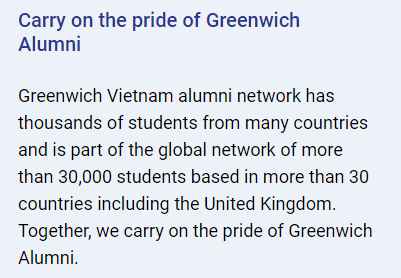 Carry on the pride of Greenwich
Alumni
Greenwich Vietnam alumni network has
thousands of students from many countries
and is part of the global network of more
than 30,000 students based in more than 30
countries including the United Kingdom.
Together, we carry on the pride of Greenwich
Alumni.